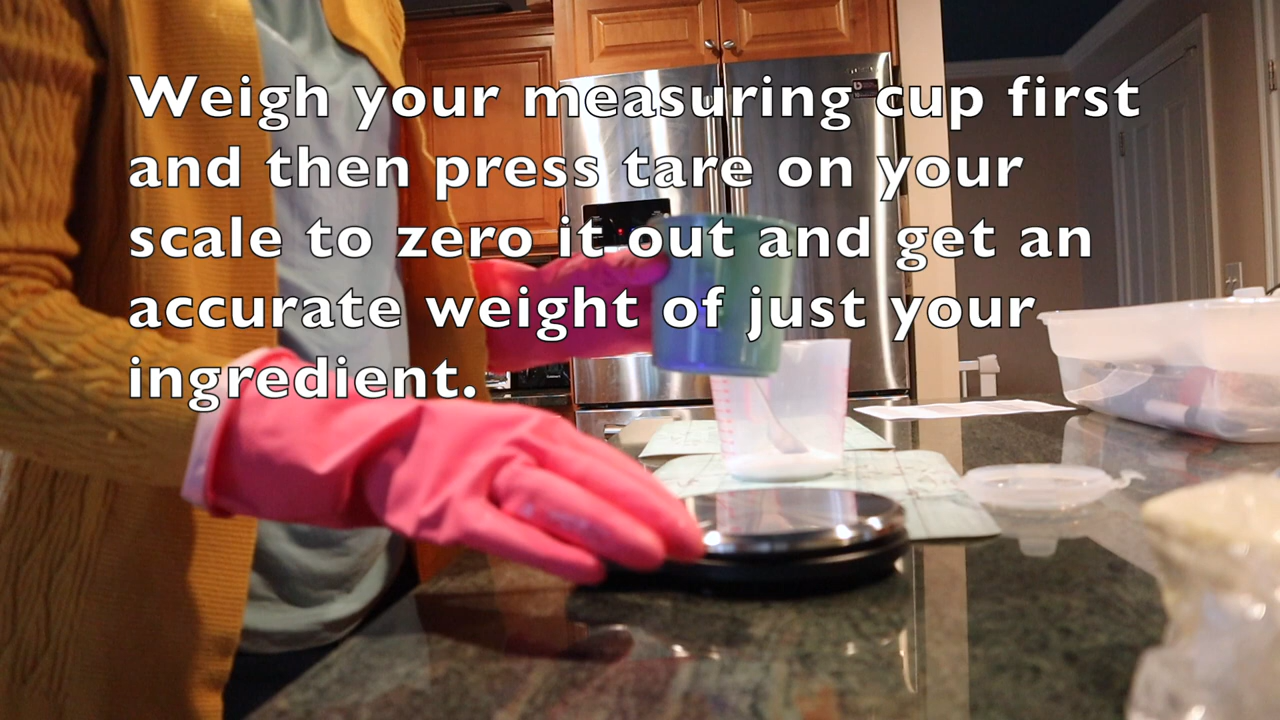 Weigh your measuring cup first
and then press tare on your
scale to zero it out and get an
accurate weight of just your
ingredient.